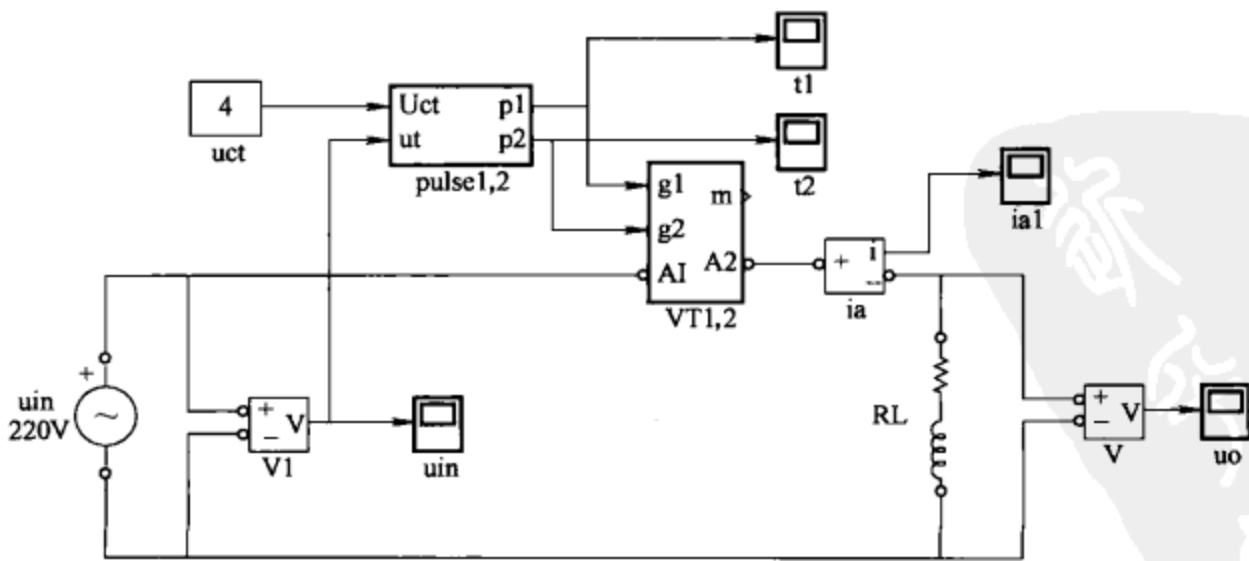 t1
4
uct
Uct
p1
ut
p2
pulse1,2
t2
g1
m
g2
AI
A2
VT1,2
+
i
−
ia
ia1
+
uin
220V
+
−
V
V1
uin
RL
+
−
V
V
uo